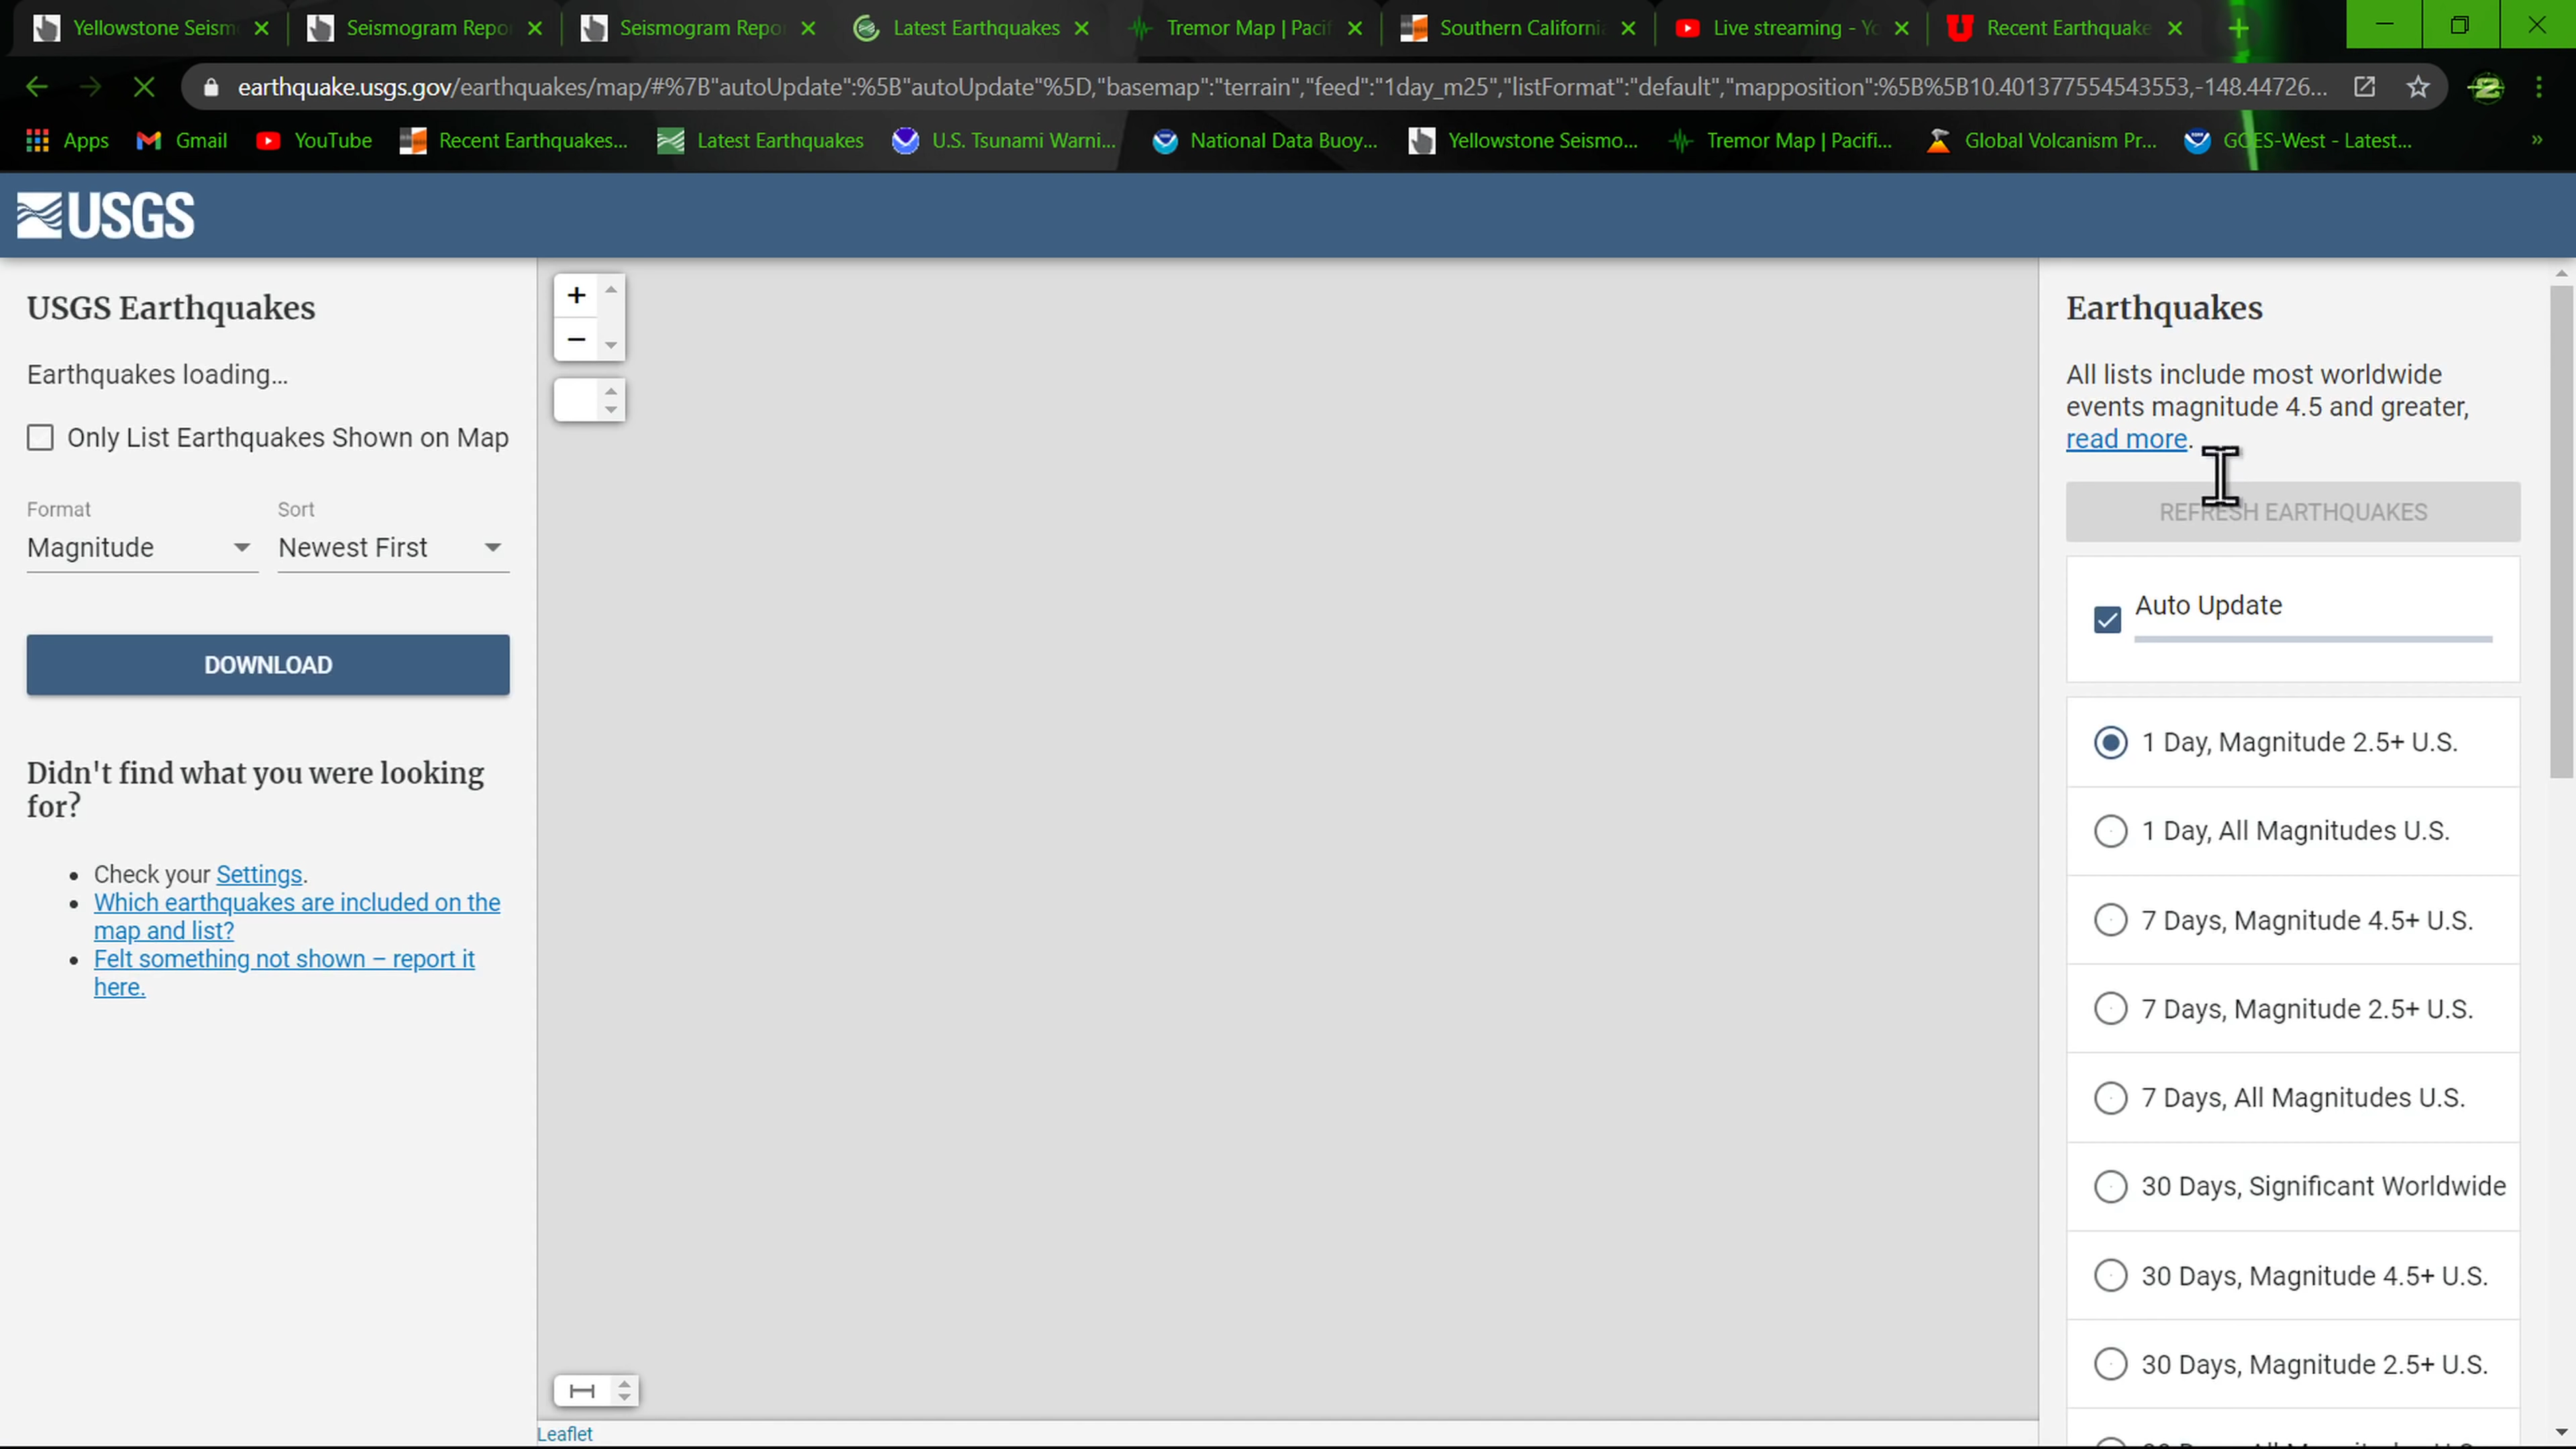 Yellowstone Seism
Seismogram Repo
Seismogram Repo
Latest Earthquakes
Tremor Map | Pacif
Southern California
Live streaming - Yo
Recent Earthquake
earthquake.usgs.gov/earthquakes/map/#%7B"autoUpdate":%5B"autoUpdate"%5D,"basemap":"terrain","feed":"1day_m25","listFormat":"default","mapposition":%5B%5B10.401377554543553,-148.44726...
Apps
Gmail
YouTube
Recent Earthquakes...
Latest Earthquakes
U.S. Tsunami Warni...
National Data Buoy...
Yellowstone Seismo...
Tremor Map | Pacifi...
Global Volcanism Pr...
GOES-West - Latest...
USGS
USGS Earthquakes
Earthquakes loading...
Only List Earthquakes Shown on Map
Format
Magnitude
Sort
Newest First
DOWNLOAD
Didn't find what you were looking
for?
Check your Settings.
Which earthquakes are included on the
map and list?
Felt something not shown – report it
here.
Leaflet
Earthquakes
All lists include most worldwide
events magnitude 4.5 and greater,
read more.
REFRESH EARTHQUAKES
Auto Update
1 Day, Magnitude 2.5+ U.S.
1 Day, All Magnitudes U.S.
7 Days, Magnitude 4.5+ U.S.
7 Days, Magnitude 2.5+ U.S.
7 Days, All Magnitudes U.S.
30 Days, Significant Worldwide
30 Days, Magnitude 4.5+ U.S.
30 Days, Magnitude 2.5+ U.S.